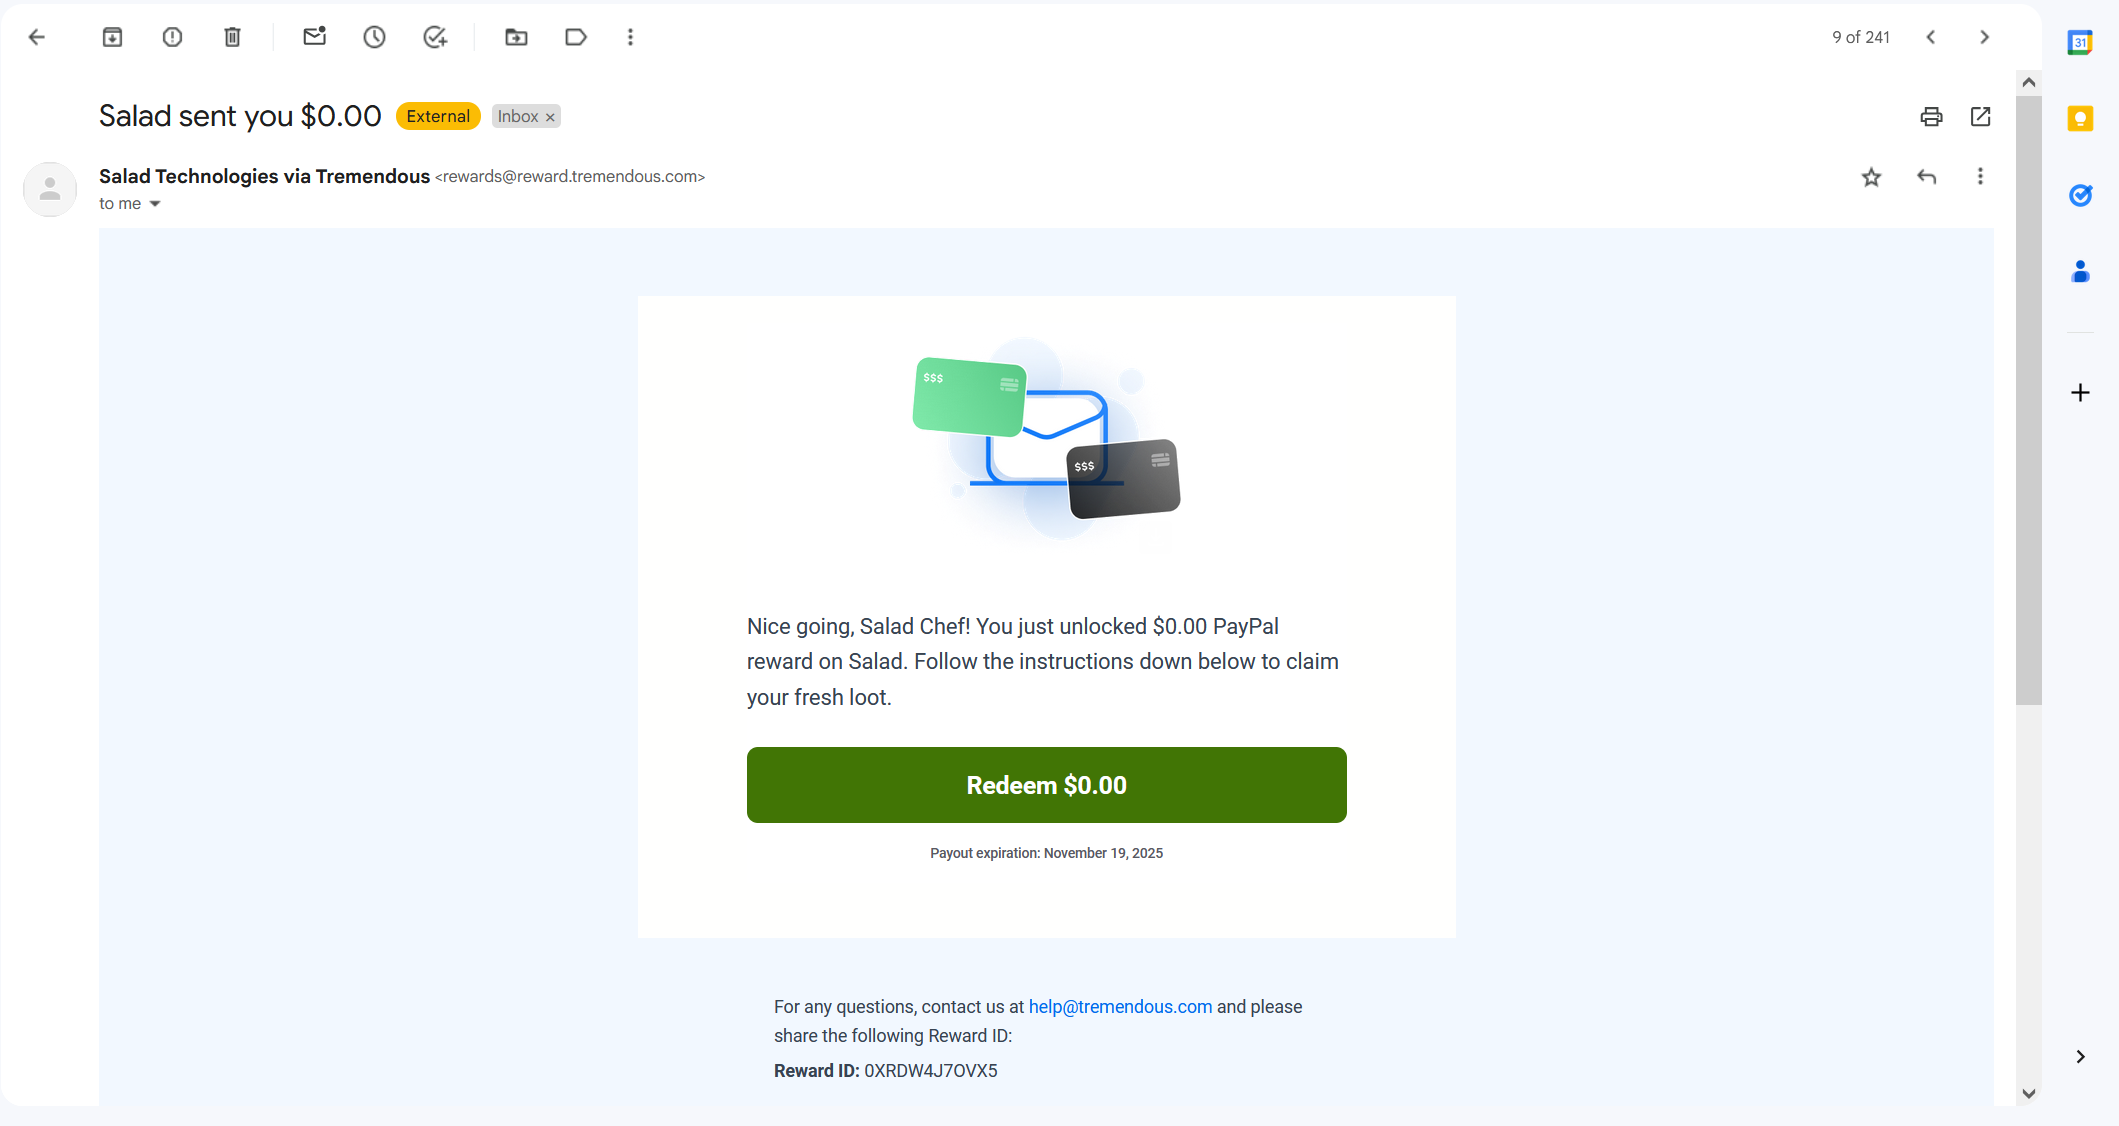 9 of 241
31
Salad sent you $0.00 External Inbox ×
Salad Technologies via Tremendous <rewards@reward.tremendous.com>
to me
$$$
$$$
Nice going, Salad Chef! You just unlocked $0.00 PayPal
reward on Salad. Follow the instructions down below to claim
your fresh loot.
Redeem $0.00
Payout expiration: November 19, 2025
For any questions, contact us at help@tremendous.com and please
share the following Reward ID:
Reward ID: 0XRDW4J7OVX5